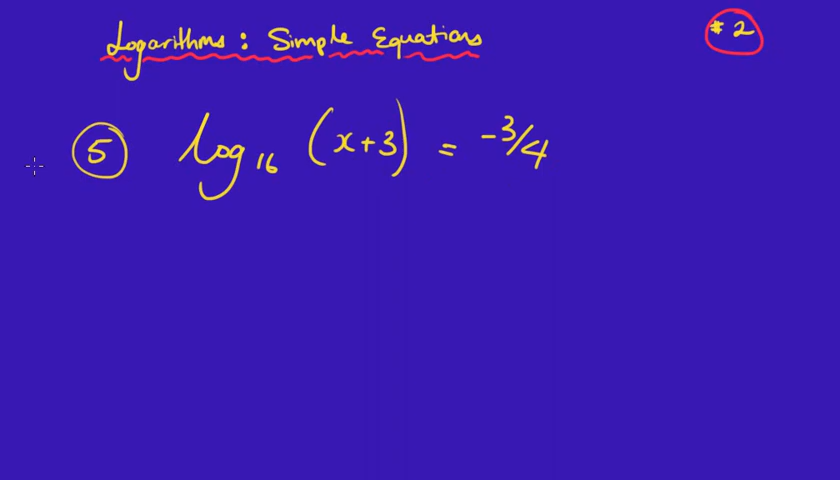 Logarithms: Simple Equations
# 2
5 log₁₆ (x+3) = -3/4